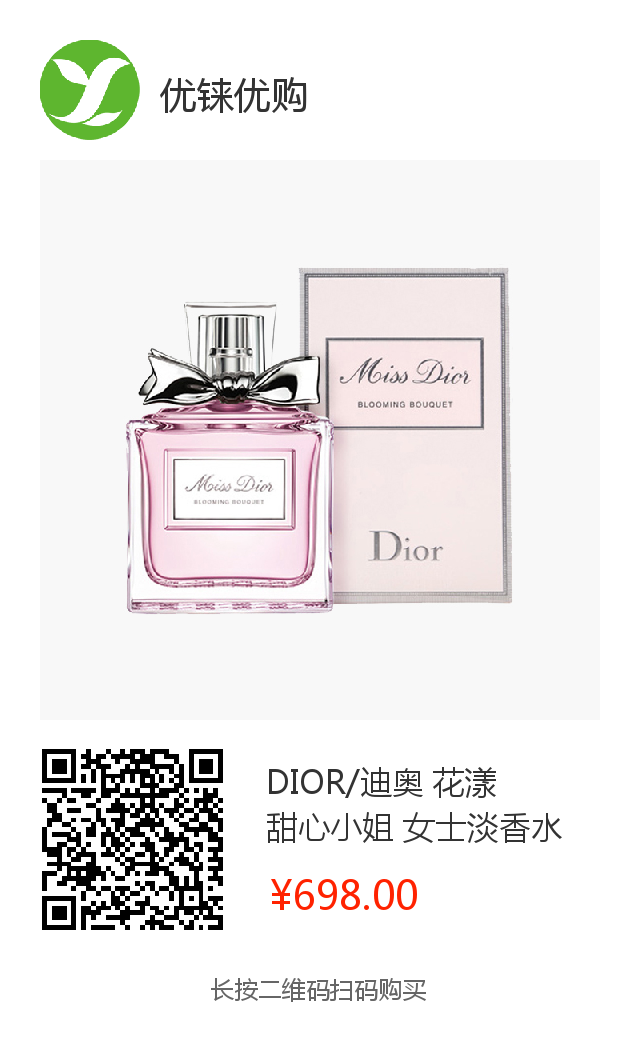 优铼优购
Miss Dior
BLOOMING BOUQUET
Dior
Miss Dior
BLOOMING BOUQUET
DIOR/迪奥 花漾
甜心小姐 女士淡香水
¥698.00
长按二维码扫码购买